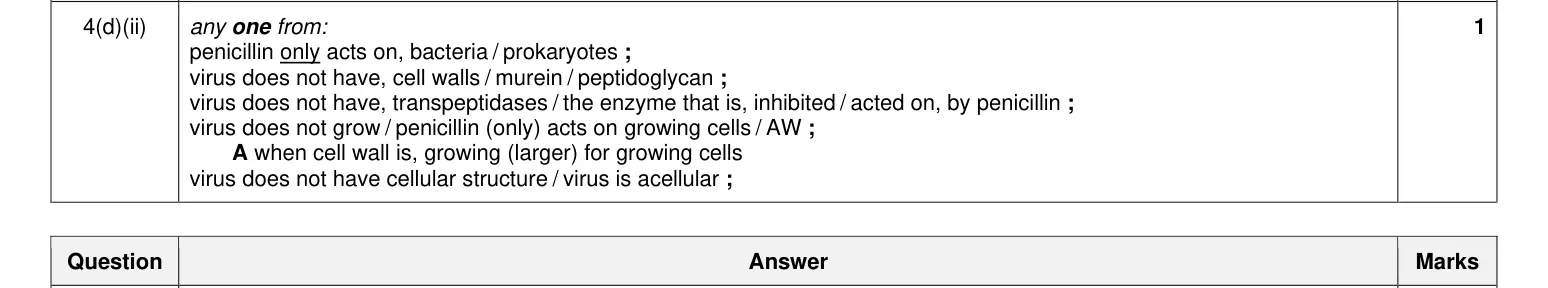 4(d)(ii) any one from: 1
penicillin only acts on, bacteria / prokaryotes ;
virus does not have, cell walls / murein / peptidoglycan ;
virus does not have, transpeptidases / the enzyme that is, inhibited / acted on, by penicillin ;
virus does not grow / penicillin (only) acts on growing cells / AW ;
A when cell wall is, growing (larger) for growing cells
virus does not have cellular structure / virus is acellular ;
Question Answer Marks